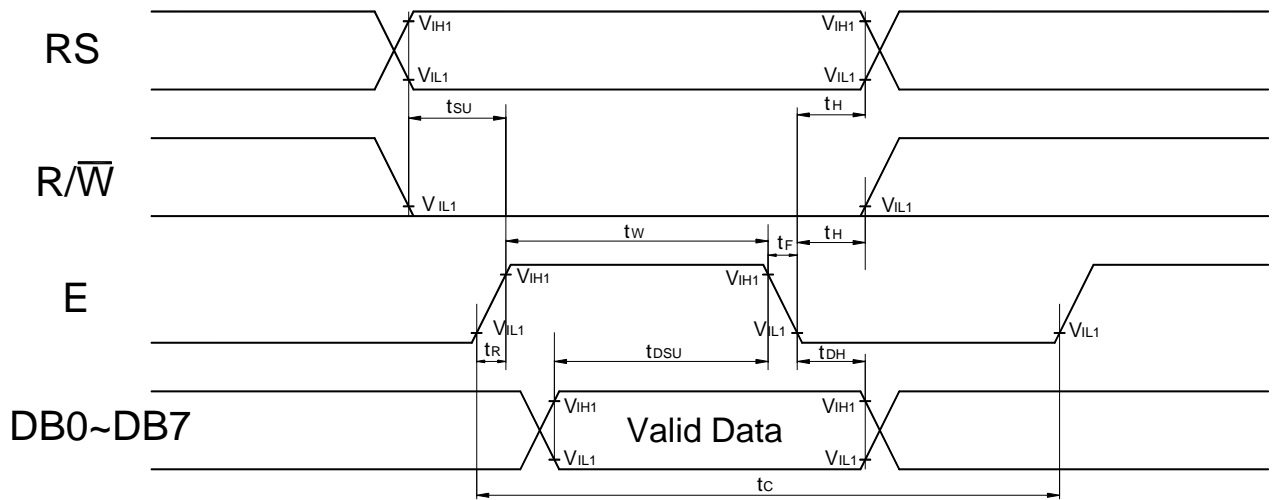 RS
VIH1
VIL1
VIH1
VIL1
tSU
tH
R/W̅
VIL1
VIL1
tW
tF
tH
E
VIH1
VIL1
VIH1
VIL1
VIL1
tR
tDSU
tDH
DB0~DB7
VIH1
VIL1
Valid Data
VIH1
VIL1
tC